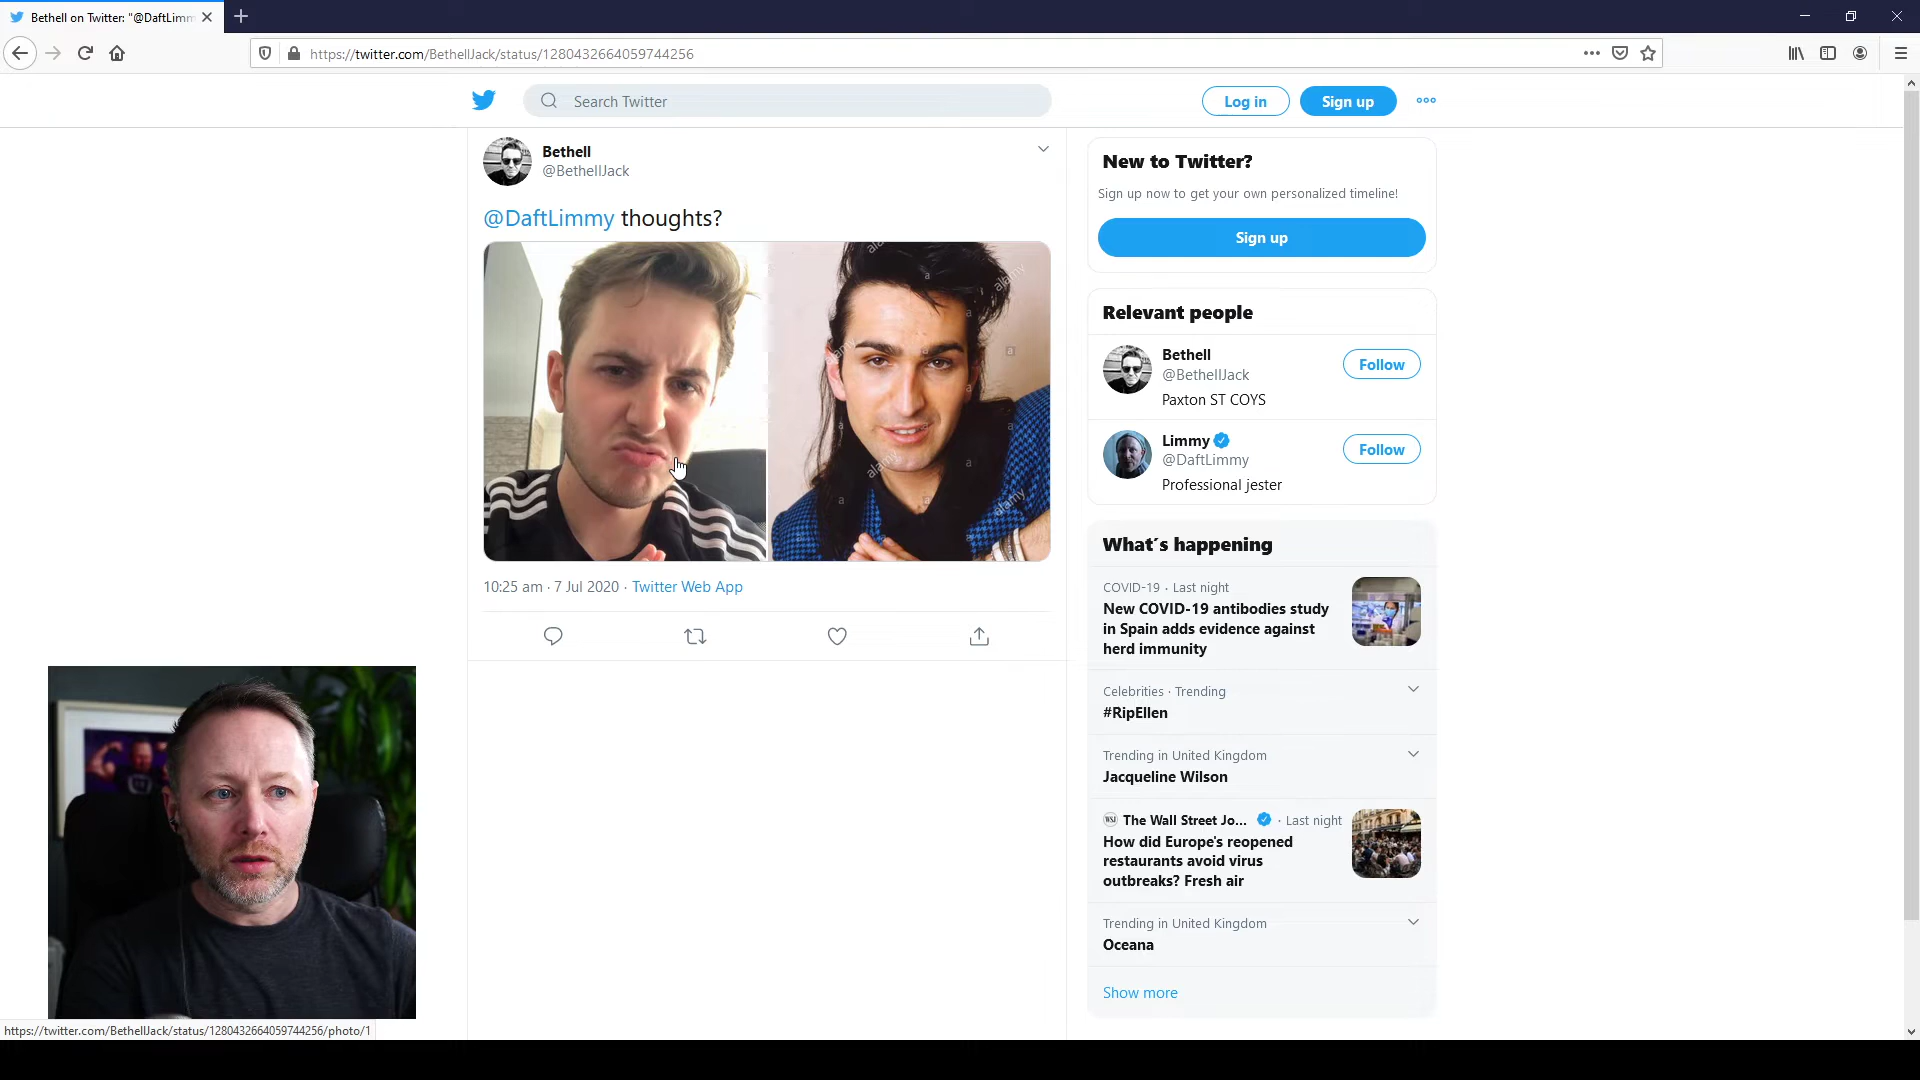 Bethell on Twitter: "@DaftLimm
https://twitter.com/BethellJack/status/1280432664059744256
Search Twitter
Log in
Sign up
Bethell
@BethellJack
@DaftLimmy thoughts?
alamy
alamy
alamy
alamy
alamy
a
a
a
a
a
a
a
a
a
10:25 am · 7 Jul 2020 · Twitter Web App
New to Twitter?
Sign up now to get your own personalized timeline!
Sign up
Relevant people
Bethell
@BethellJack
Follow
Paxton ST COYS
Limmy
@DaftLimmy
Follow
Professional jester
What´s happening
COVID-19 · Last night
New COVID-19 antibodies study
in Spain adds evidence against
herd immunity
Celebrities · Trending
#RipEllen
Trending in United Kingdom
Jacqueline Wilson
WSJ The Wall Street Jo... · Last night
How did Europe's reopened
restaurants avoid virus
outbreaks? Fresh air
Trending in United Kingdom
Oceana
Show more
https://twitter.com/BethellJack/status/1280432664059744256/photo/1